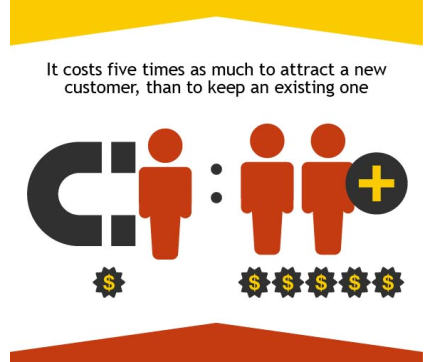 It costs five times as much to attract a new
customer, than to keep an existing one
:
+
$ $ $ $ $ $